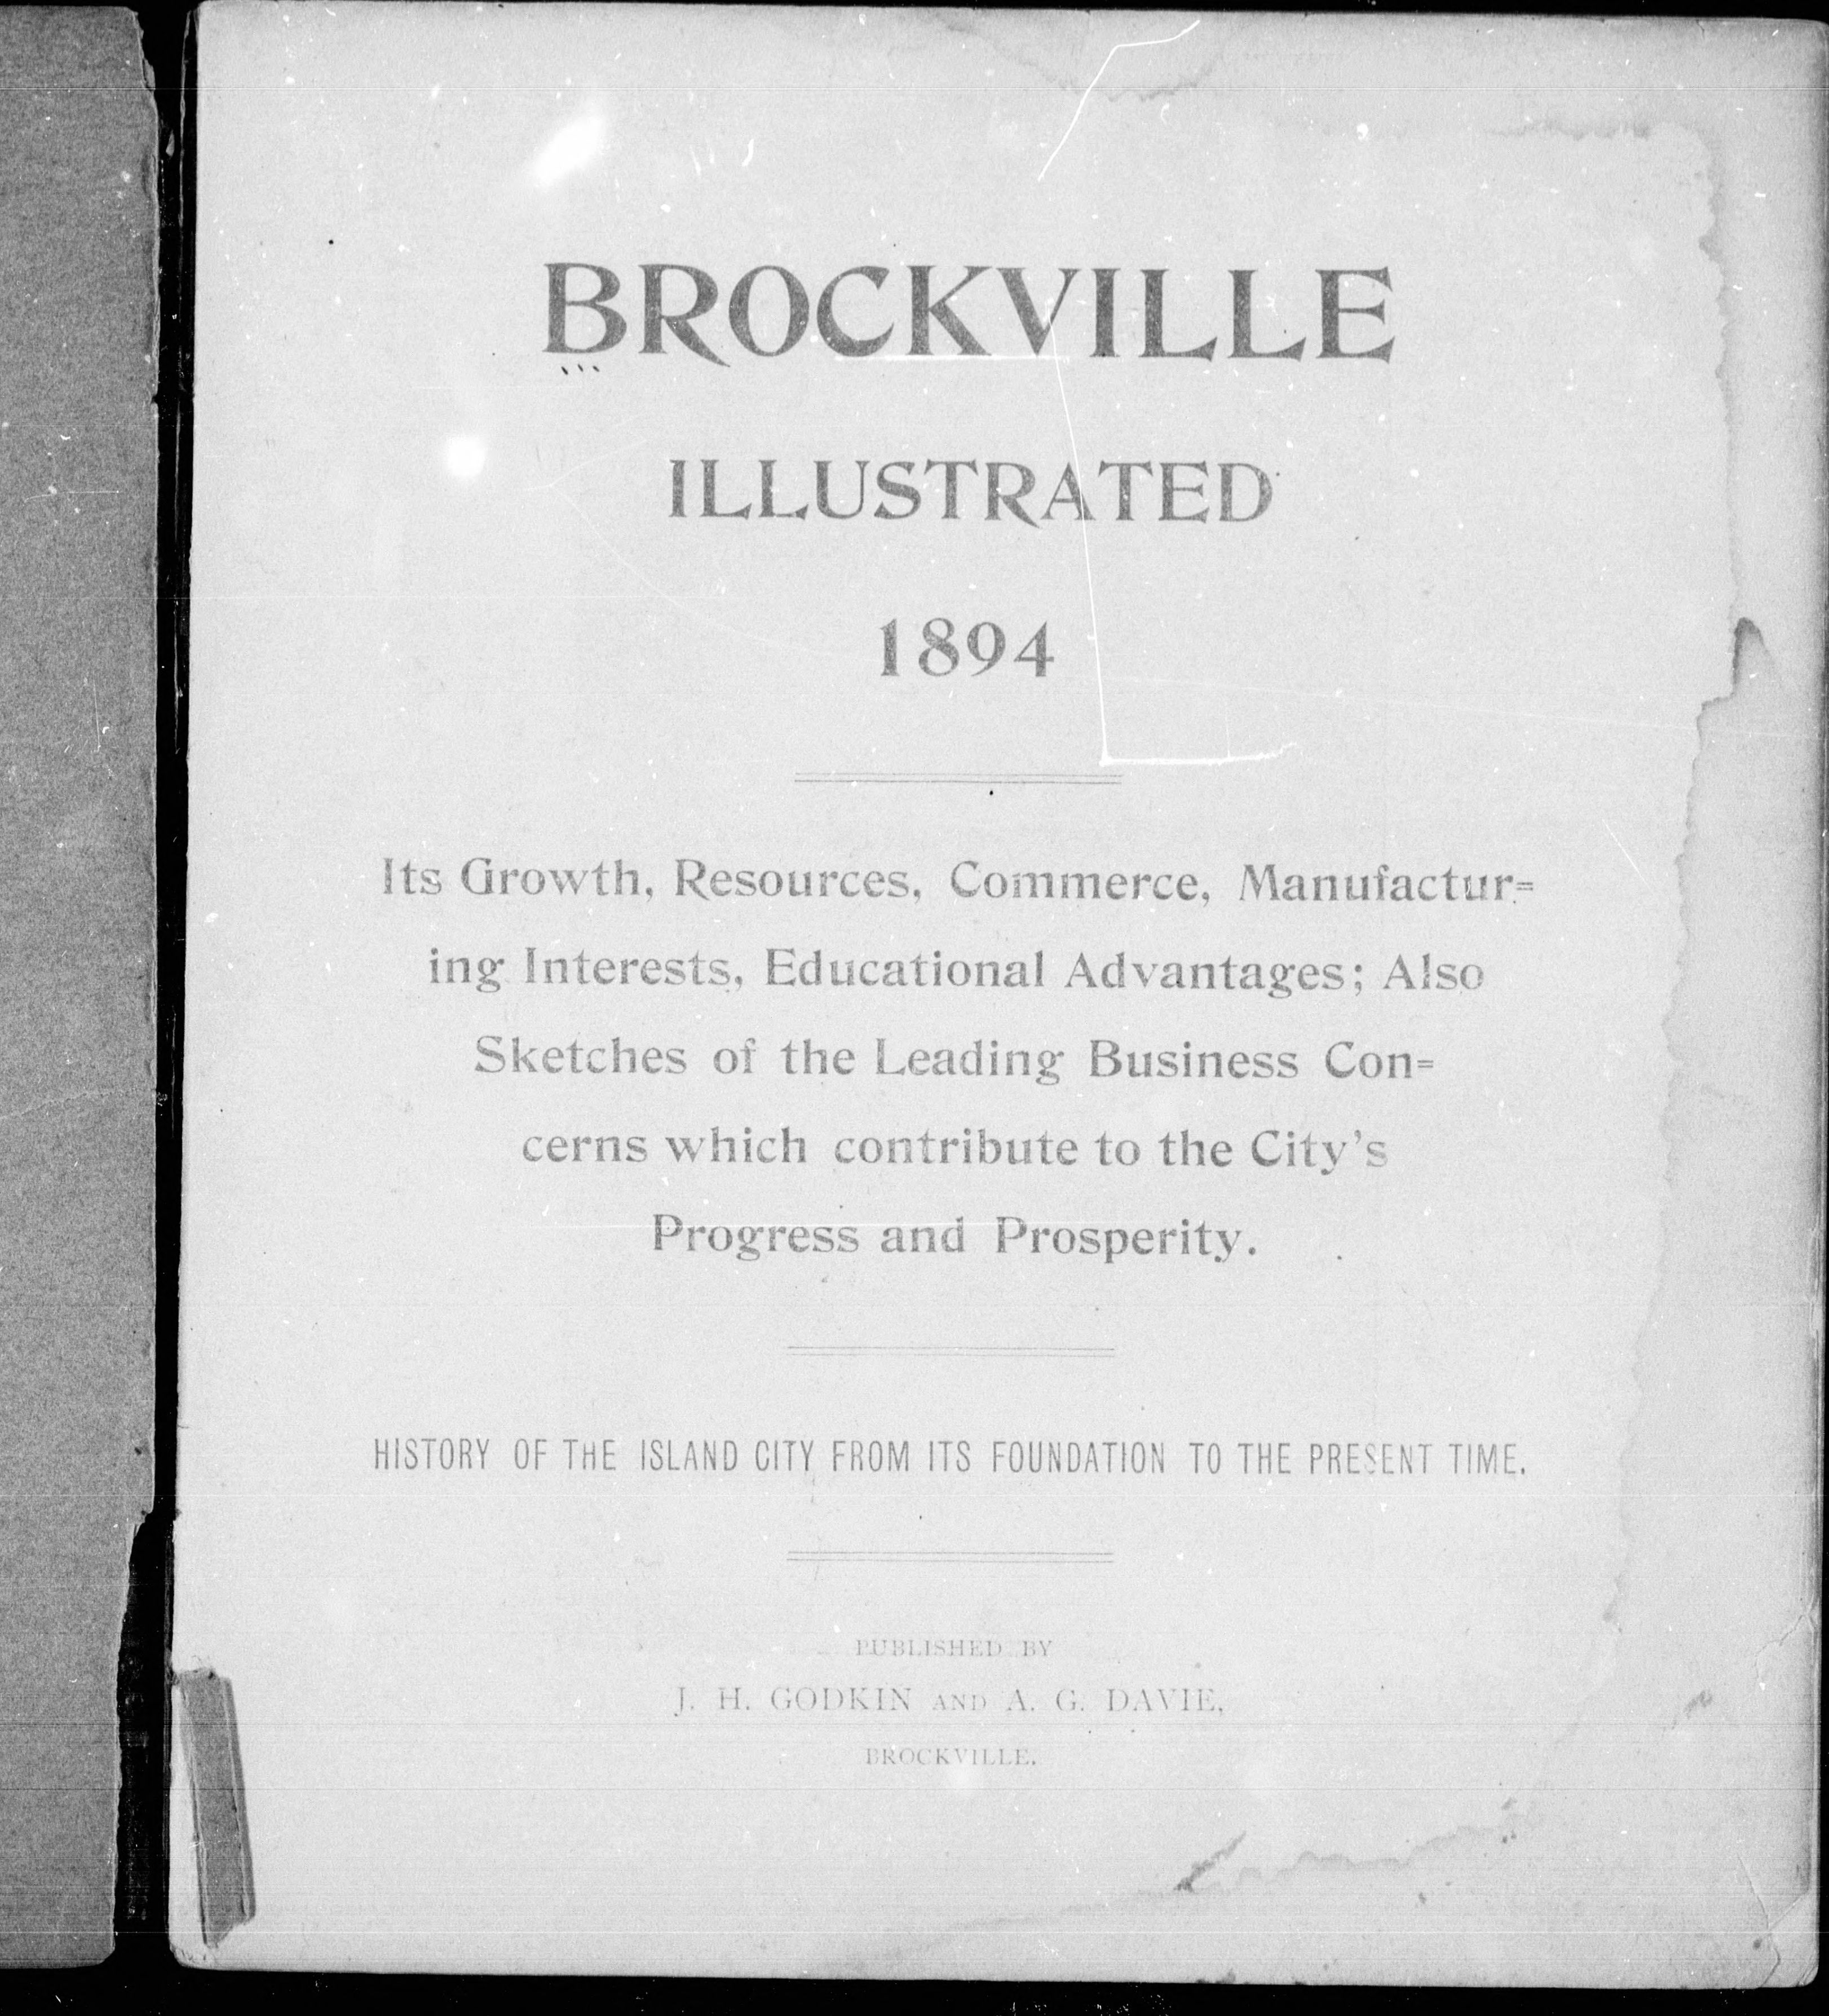 BROCKVILLE
ILLUSTRATED
1894
Its Growth, Resources, Commerce, Manufactur=
ing Interests, Educational Advantages; Also
Sketches of the Leading Business Con=
cerns which contribute to the City's
Progress and Prosperity.
HISTORY OF THE ISLAND CITY FROM ITS FOUNDATION TO THE PRESENT TIME.
PUBLISHED BY
J. H. GODKIN AND A. G. DAVIE,
BROCKVILLE.